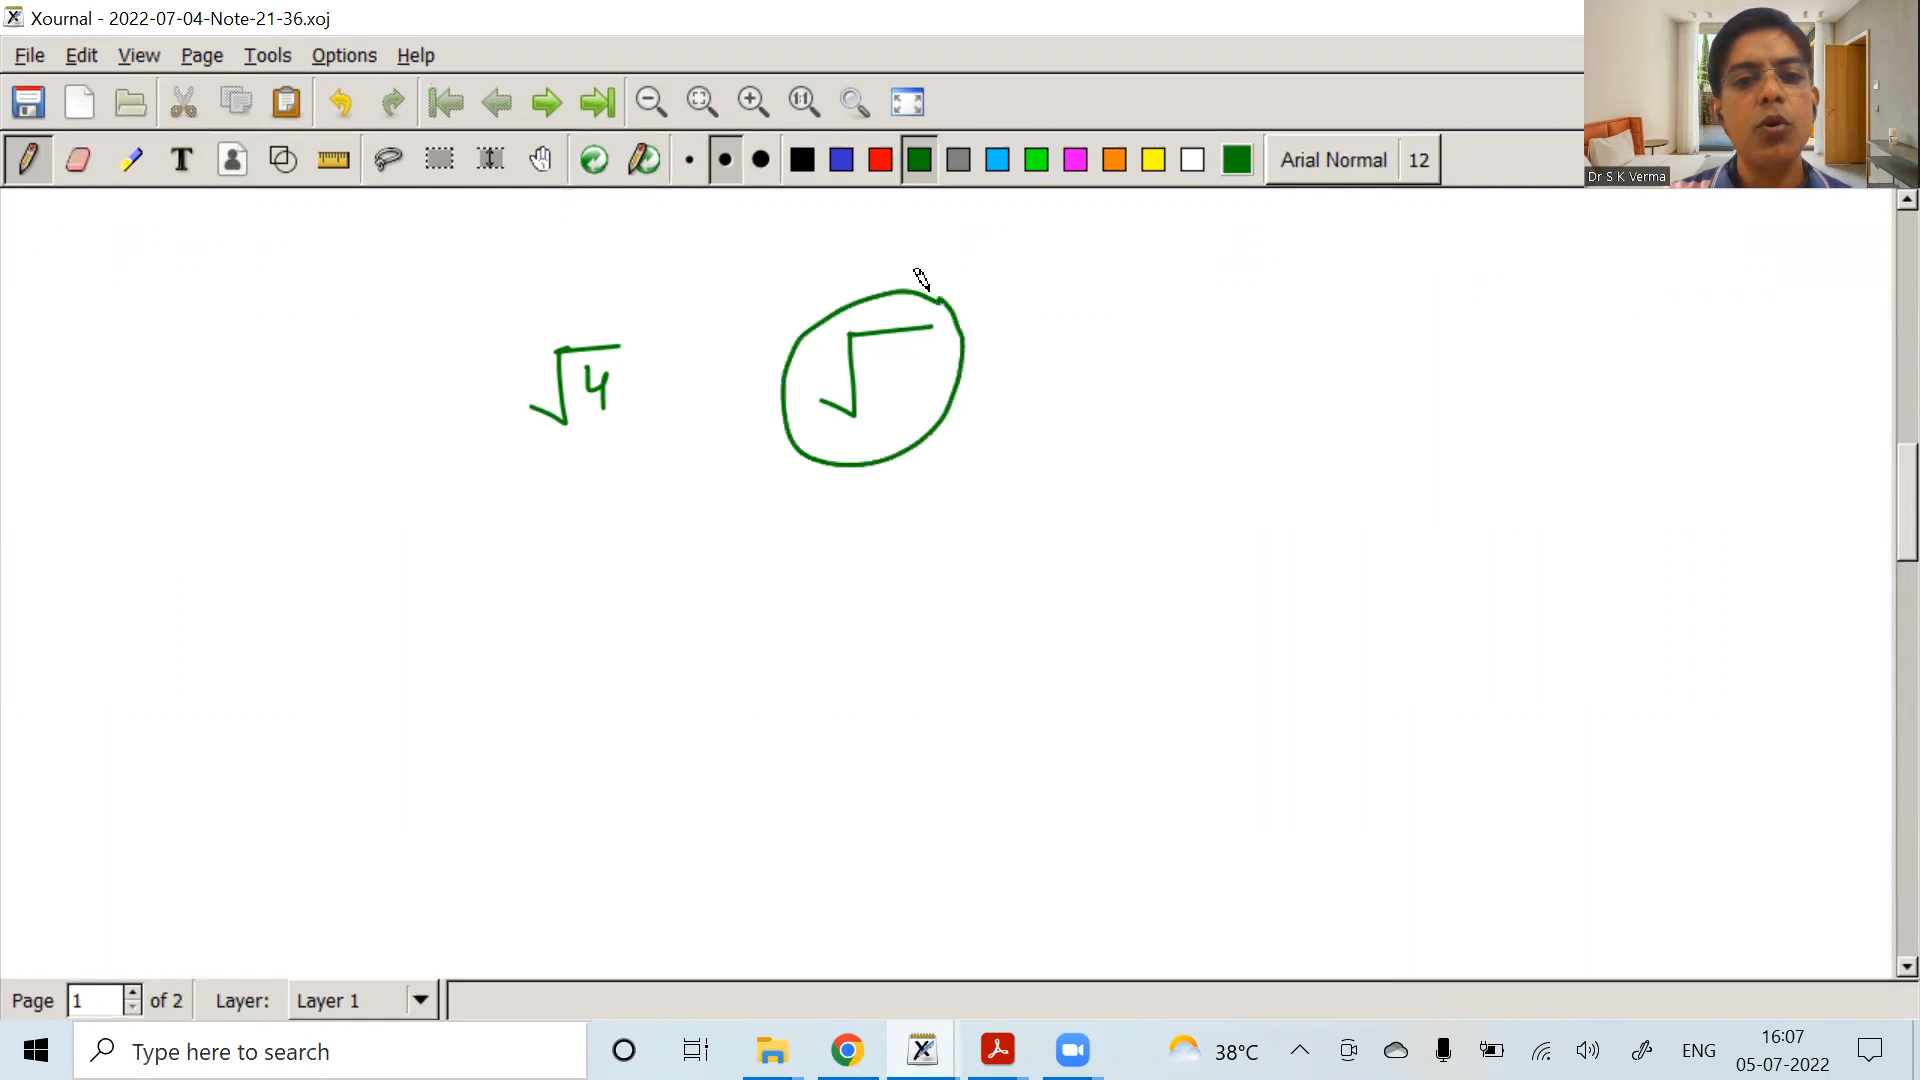 Xournal - 2022-07-04-Note-21-36.xoj
File Edit View Page Tools Options Help
T Arial Normal 12
Dr S K Verma
√4 √
Page 1 of 2 Layer: Layer 1
Type here to search
38°C ENG 16:07
05-07-2022